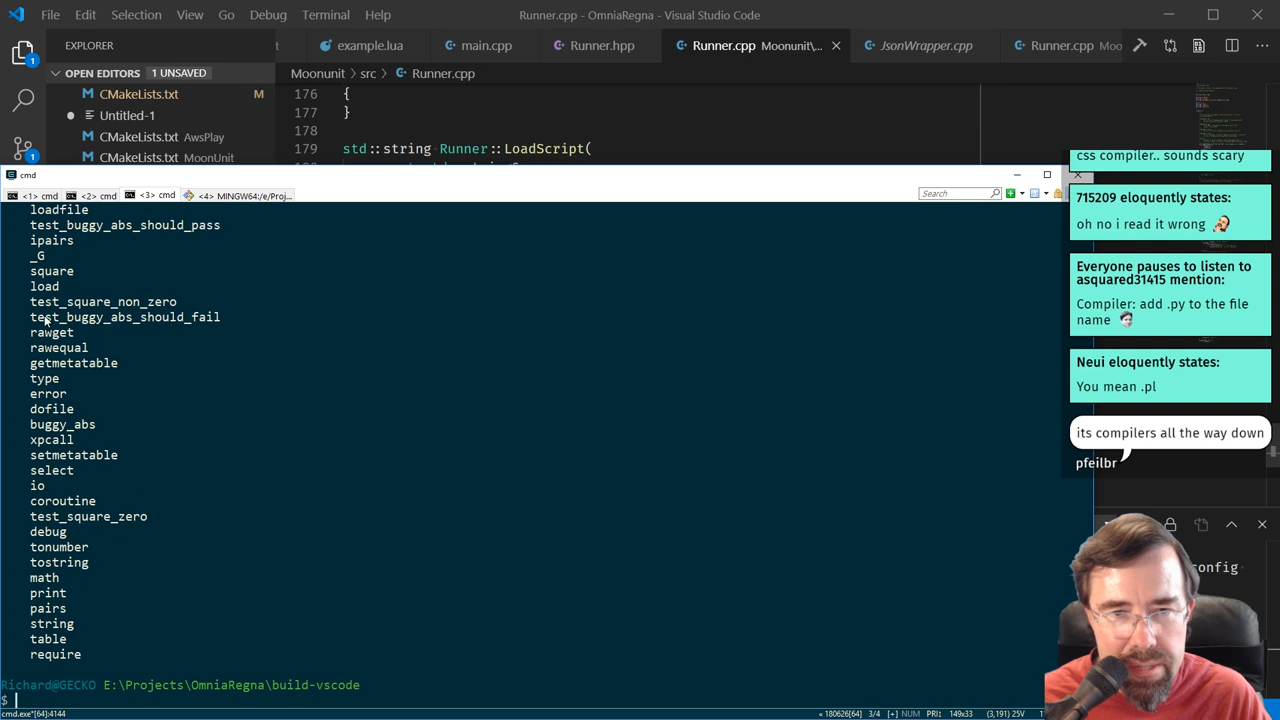 File Edit Selection View Go Debug Terminal Help Runner.cpp - OmniaRegna - Visual Studio Code
EXPLORER example.lua main.cpp Runner.hpp Runner.cpp Moonunit\... JsonWrapper.cpp Runner.cpp Moo
OPEN EDITORS 1 UNSAVED
Moonunit > src > Runner.cpp
CMakeLists.txt M
Untitled-1
CMakeLists.txt AwsPlay
CMakeLists.txt MoonUnit
176 {
177 }
178
179 std::string Runner::LoadScript(
cmd
<1> cmd <2> cmd <3> cmd <4> MINGW64:/e/Proj... Search
loadfile
test_buggy_abs_should_pass
ipairs
_G
square
load
test_square_non_zero
test_buggy_abs_should_fail
rawget
rawequal
getmetatable
type
error
dofile
buggy_abs
xpcall
setmetatable
select
io
coroutine
test_square_zero
debug
tonumber
tostring
math
print
pairs
string
table
require
Richard@GECKO E:\Projects\OmniaRegna\build-vscode
$
cmd.exe*[64]:4144 « 180626[64] 3/4 [+] NUM PRI: 149x33 (3,191) 25V
css compiler.. sounds scary
715209 eloquently states:
oh no i read it wrong
Everyone pauses to listen to
asquared31415 mention:
Compiler: add .py to the file
name
Neui eloquently states:
You mean .pl
its compilers all the way down
pfeilbr
onfig